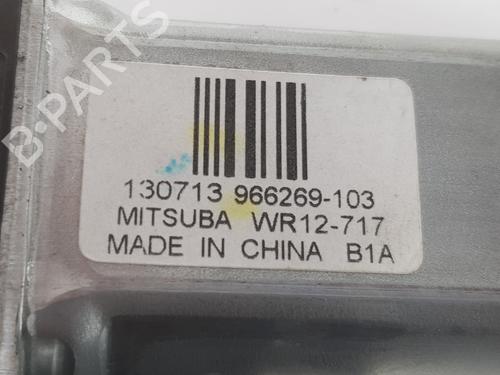 B-PARTS
130713 966269-103
MITSUBA WR12-717
MADE IN CHINA B1A